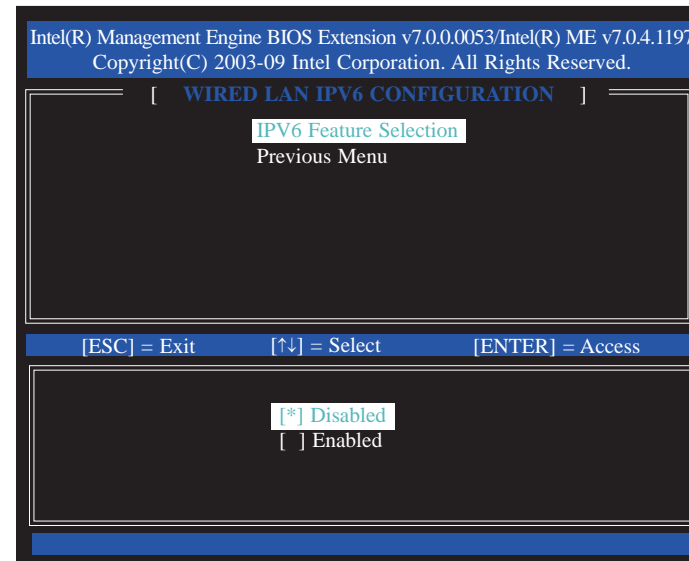 Intel(R) Management Engine BIOS Extension v7.0.0.0053/Intel(R) ME v7.0.4.1197
Copyright(C) 2003-09 Intel Corporation. All Rights Reserved.
[ WIRED LAN IPV6 CONFIGURATION ]
IPV6 Feature Selection
Previous Menu
[ESC] = Exit [↑↓] = Select [ENTER] = Access
[*] Disabled
[ ] Enabled